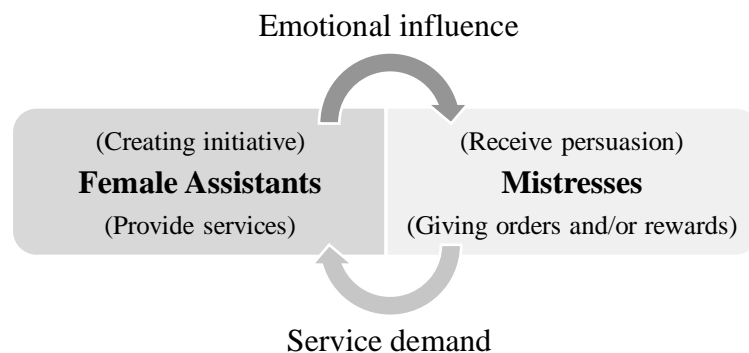 Emotional influence
(Creating initiative)
Female Assistants
(Provide services)
(Receive persuasion)
Mistresses
(Giving orders and/or rewards)
Service demand